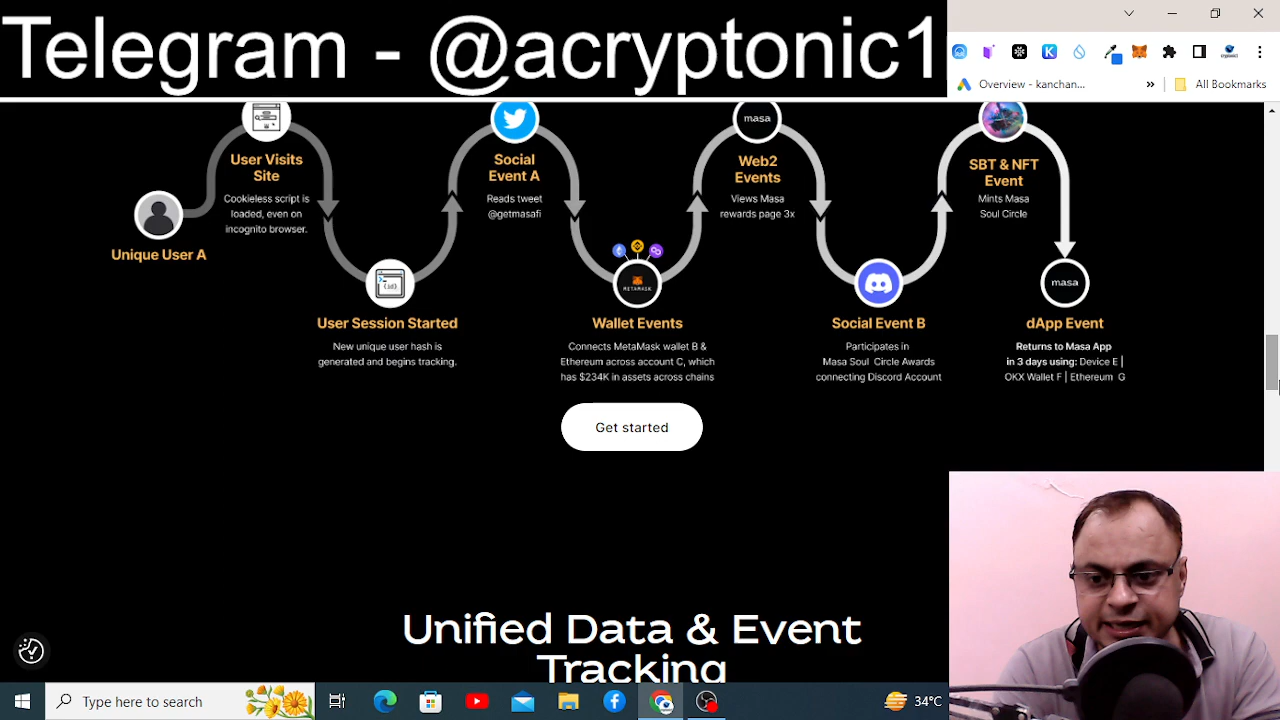 Telegram - @acryptonic1
Overview - kanchan...
»
All Bookmarks
masa
User Visits
Site
Cookieless script is
loaded, even on
incognito browser.
Social
Event A
Reads tweet
@getmasafi
Web2
Events
Views Masa
rewards page 3x
SBT & NFT
Event
Mints Masa
Soul Circle
Unique User A
{id}
METAMASK
masa
User Session Started
New unique user hash is
generated and begins tracking.
Wallet Events
Connects MetaMask wallet B &
Ethereum across account C, which
has $234K in assets across chains
Social Event B
Participates in
Masa Soul Circle Awards
connecting Discord Account
dApp Event
Returns to Masa App
in 3 days using: Device E |
OKX Wallet F | Ethereum G
Get started
Unified Data & Event
Tracking
Type here to search
34°C